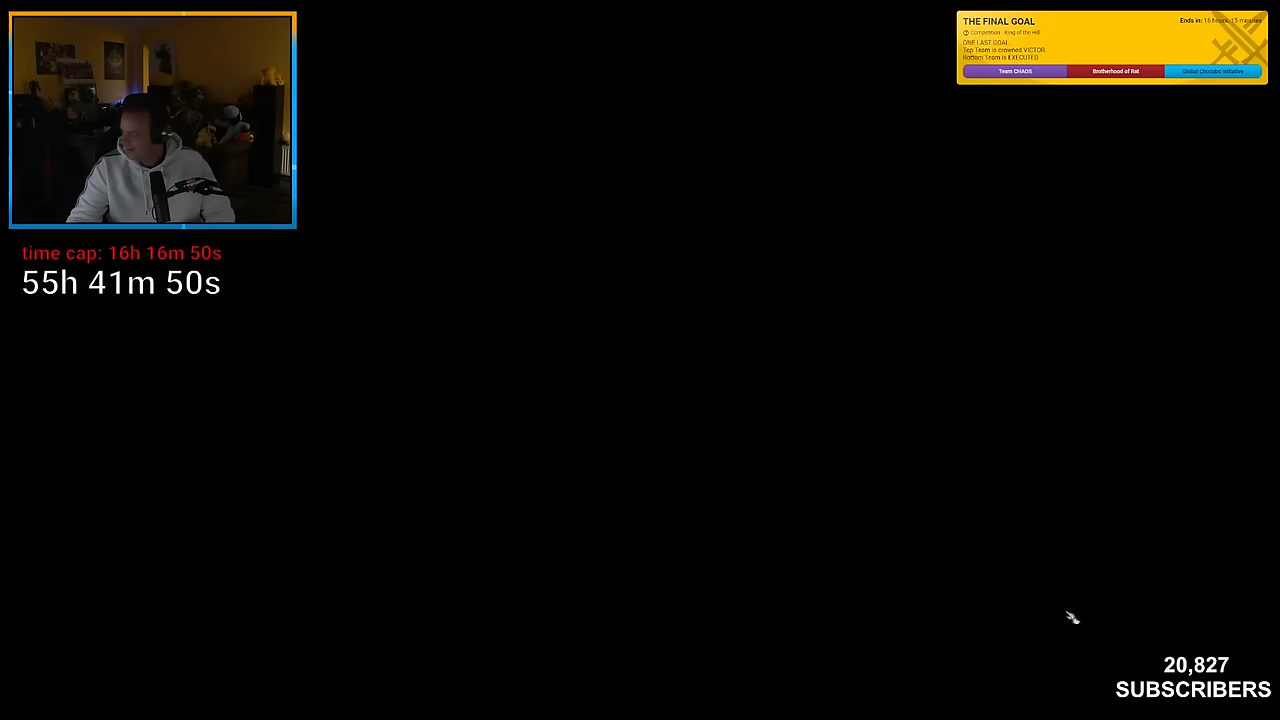 THE FINAL GOAL
Ends in: 16 hours, 15 minutes
Competition · King of the Hill
ONE LAST GOAL.
Top Team is crowned VICTOR.
Bottom Team is EXECUTED
Team CHAOS
Brotherhood of Rat
Global Chocobo Initiative
time cap: 16h 16m 50s
55h 41m 50s
20,827
SUBSCRIBERS